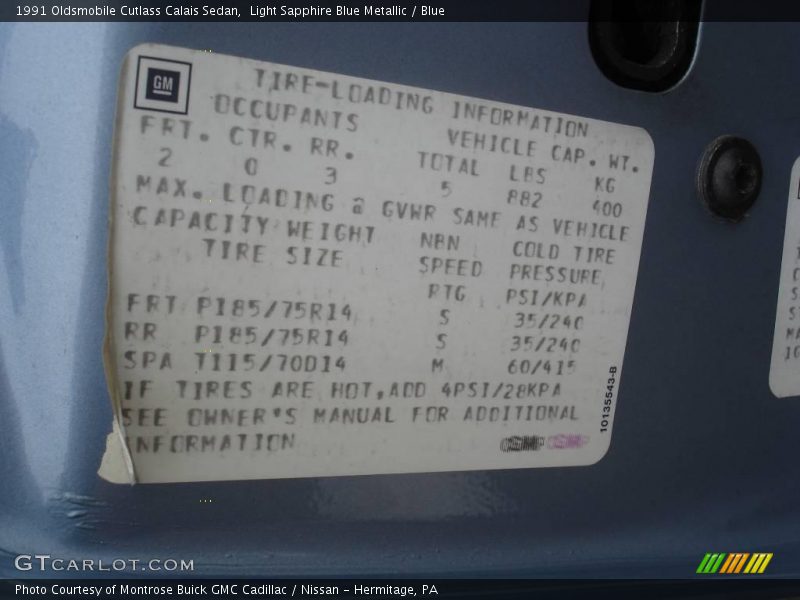 1991 Oldsmobile Cutlass Calais Sedan,  Light Sapphire Blue Metallic / Blue
GM
TIRE-LOADING INFORMATION
OCCUPANTS VEHICLE CAP. WT.
FRT. CTR. RR. TOTAL LBS KG
2 0 3 5 882 400
MAX. LOADING @ GVWR SAME AS VEHICLE
CAPACITY WEIGHT NBN COLD TIRE
TIRE SIZE SPEED PRESSURE
RTG PSI/KPA
FRT P185/75R14 S 35/240
RR P185/75R14 S 35/240
SPA T115/70D14 M 60/415
IF TIRES ARE HOT,ADD 4PSI/28KPA
SEE OWNER'S MANUAL FOR ADDITIONAL
INFORMATION
10135543-B
GTCARLOT.COM
Photo Courtesy of Montrose Buick GMC Cadillac / Nissan - Hermitage, PA